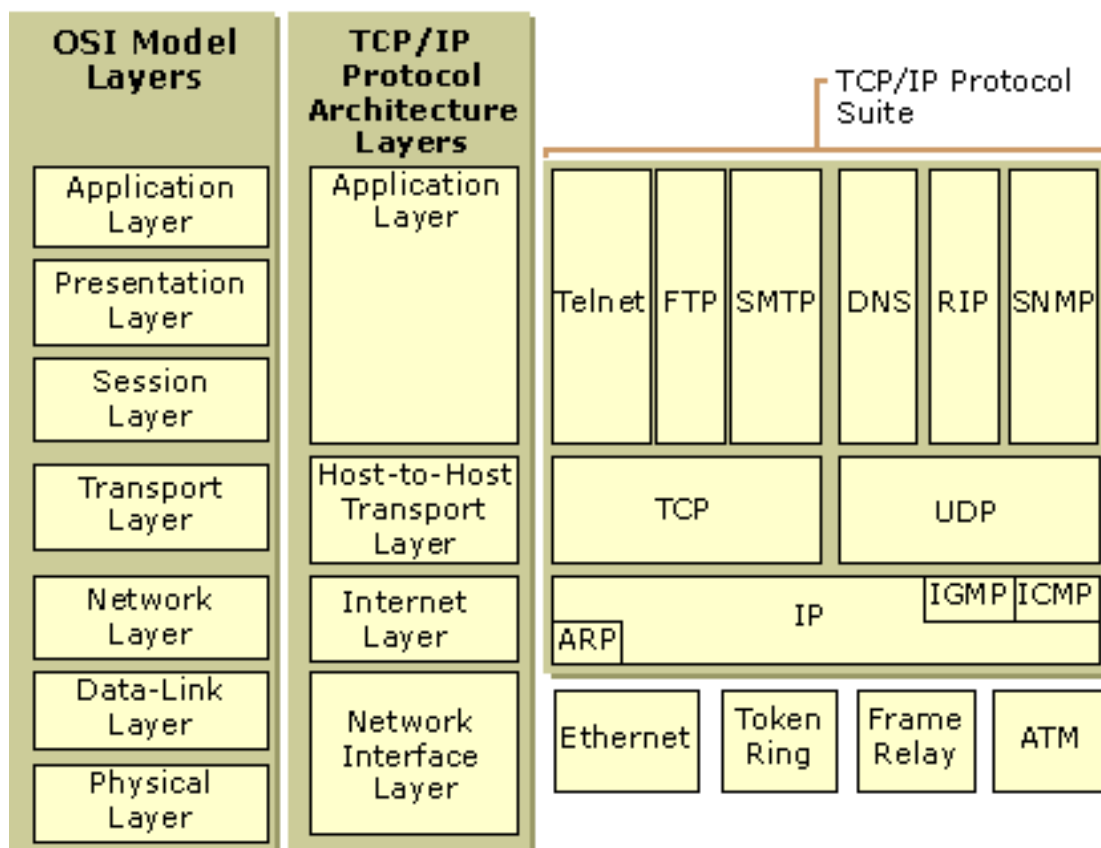 OSI Model
Layers
TCP/IP
Protocol
Architecture
Layers
TCP/IP Protocol
Suite
Application
Layer
Presentation
Layer
Session
Layer
Transport
Layer
Network
Layer
Data-Link
Layer
Physical
Layer
Application
Layer
Host-to-Host
Transport
Layer
Internet
Layer
Network
Interface
Layer
Telnet
FTP
SMTP
DNS
RIP
SNMP
TCP
UDP
IP
IGMP
ICMP
ARP
Ethernet
Token
Ring
Frame
Relay
ATM